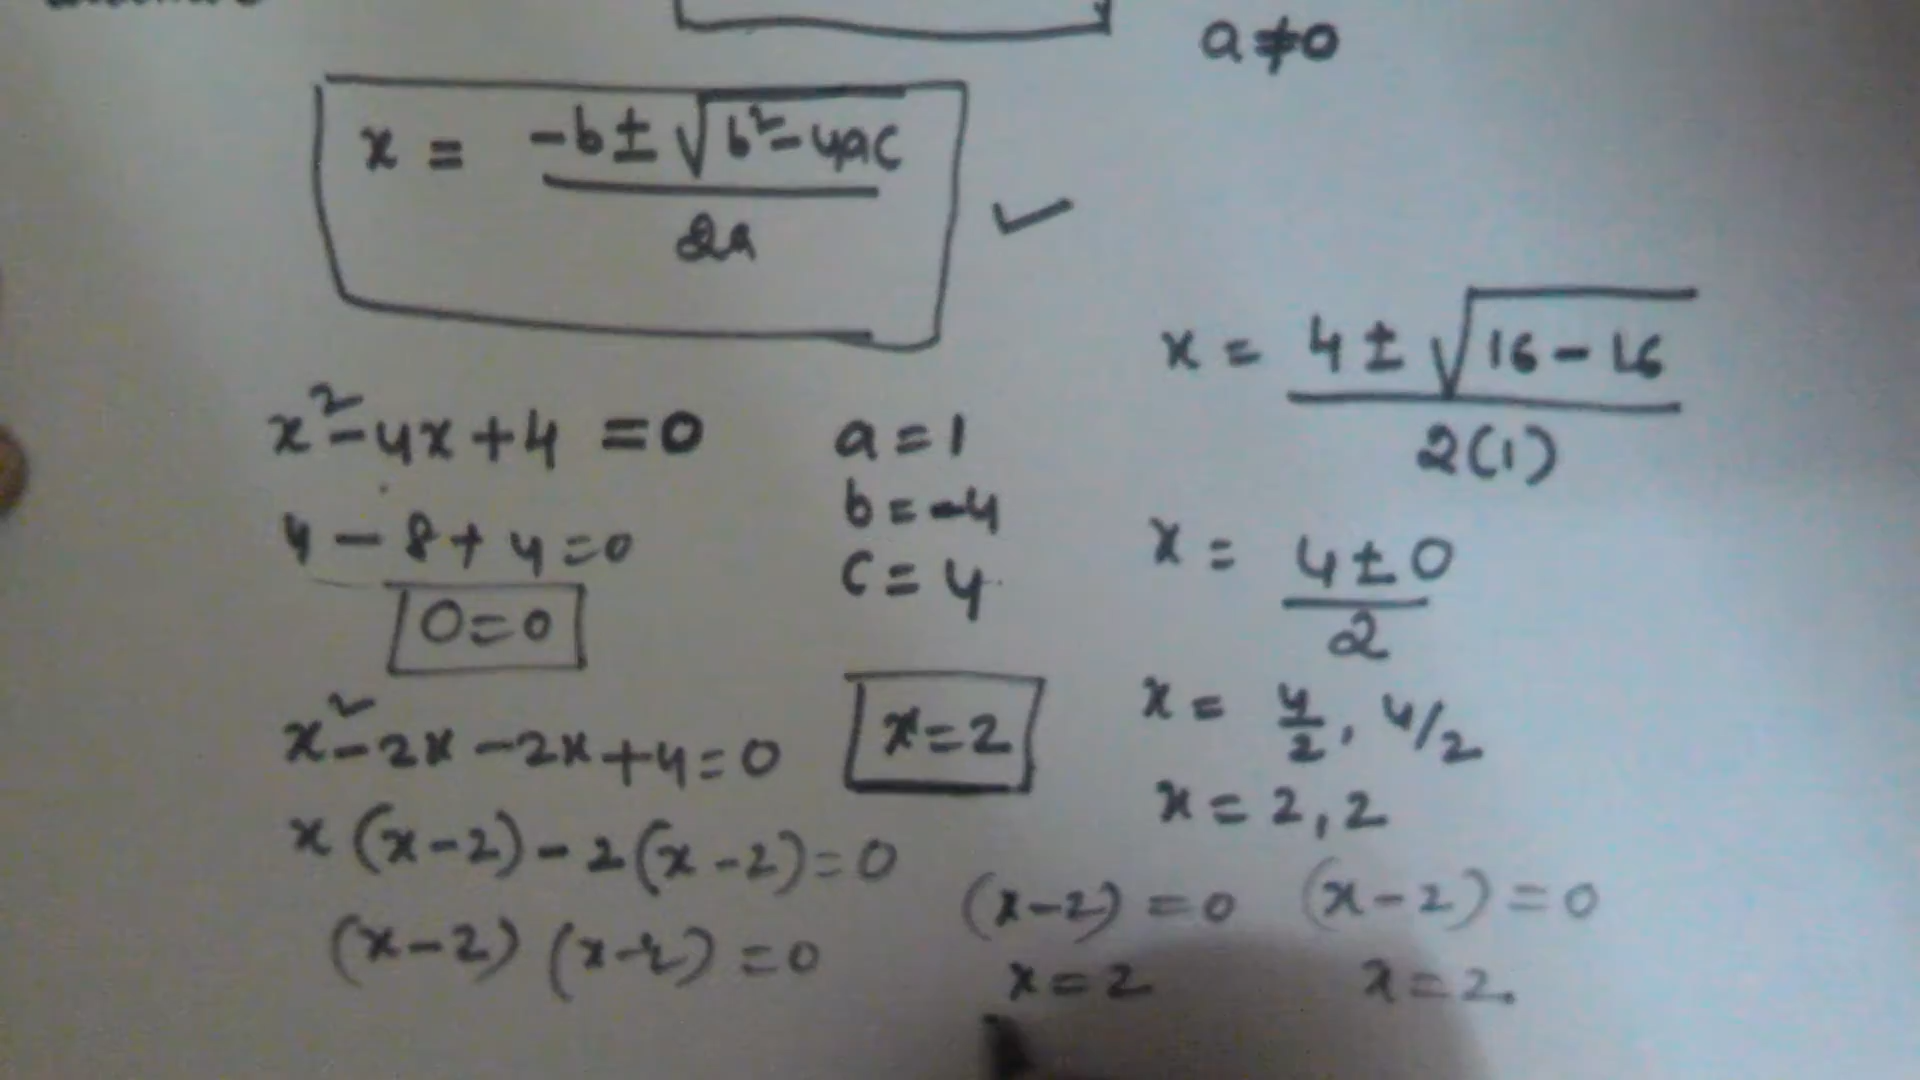 a ≠ 0
x = (-b ± √(b² - 4ac)) / 2a
✓
x² - 4x + 4 = 0
4 - 8 + 4 = 0
0 = 0
x² - 2x - 2x + 4 = 0
x (x - 2) - 2 (x - 2) = 0
(x - 2) (x - 2) = 0
a = 1
b = -4
c = 4
x = 2
x = (4 ± √(16 - 16)) / 2(1)
x = (4 ± 0) / 2
x = 4/2, 4/2
x = 2, 2
(x - 2) = 0 (x - 2) = 0
x = 2 x = 2.